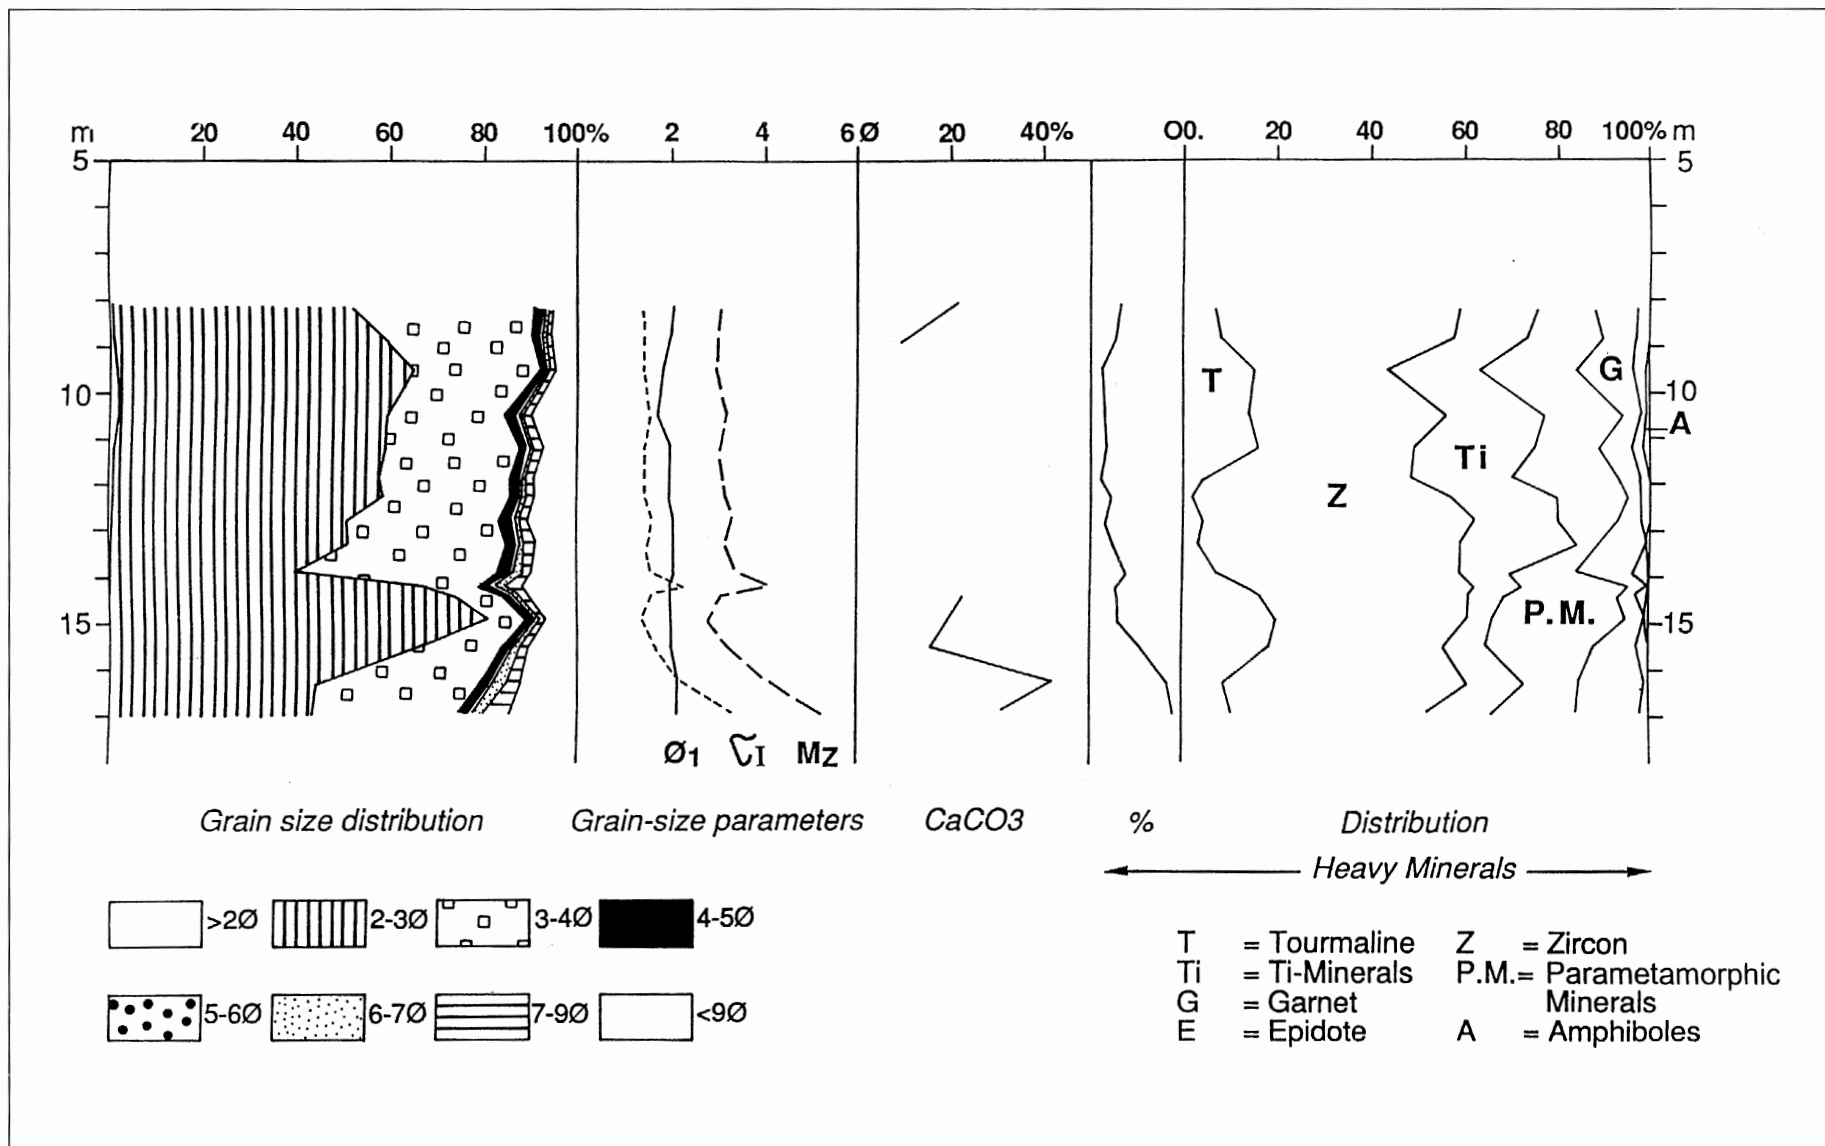 m 20 40 60 80 100% 2 4 6Ø 20 40% O0. 20 40 60 80 100% m
5 5
T G
10 10
A
Ti
Z
15 P.M. 15
Ø1 MZ
Grain size distribution Grain-size parameters CaCO3 % Distribution
Heavy Minerals
>2Ø 2-3Ø 3-4Ø 4-5Ø
5-6Ø 6-7Ø 7-9Ø <9Ø
T = Tourmaline Z = Zircon
Ti = Ti-Minerals P.M.= Parametamorphic
G = Garnet Minerals
E = Epidote A = Amphiboles